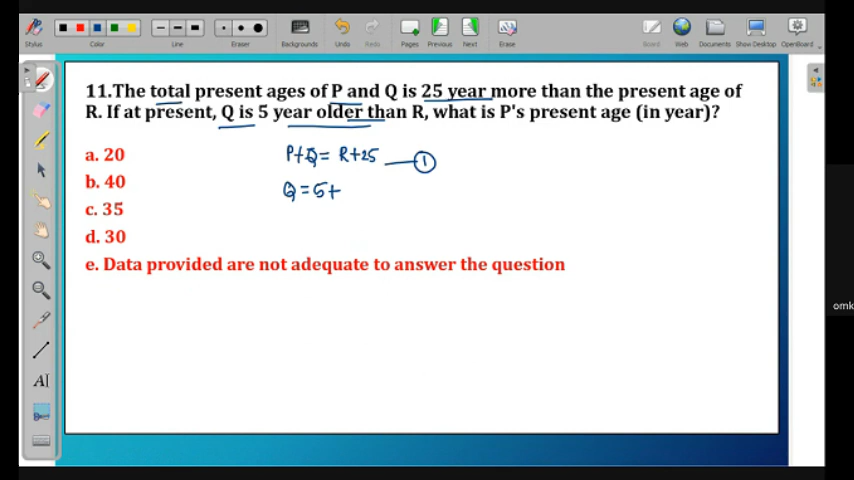 Stylus Color Line Eraser Backgrounds Undo Redo Pages Previous Next Erase Board Web Documents Show Desktop OpenBoard
11.The total present ages of P and Q is 25 year more than the present age of
R. If at present, Q is 5 year older than R, what is P's present age (in year)?
P+Q= R+25 1
a. 20
Q = 5+
b. 40
c. 35
d. 30
e. Data provided are not adequate to answer the question
omk